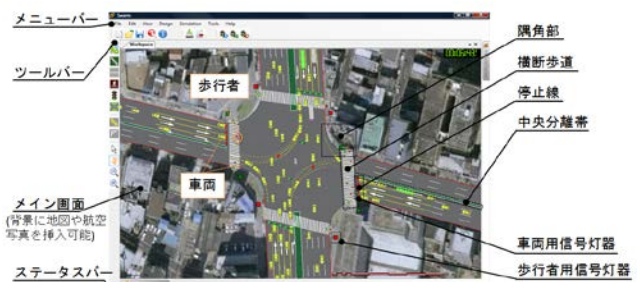 メニューバー
File Edit View Design Simulation Tools Help
ツールバー
Workspace
歩行者
車両
メイン画面
(背景に地図や航空
写真を挿入可能)
ステータスバー
隅角部
横断歩道
停止線
中央分離帯
車両用信号灯器
歩行者用信号灯器